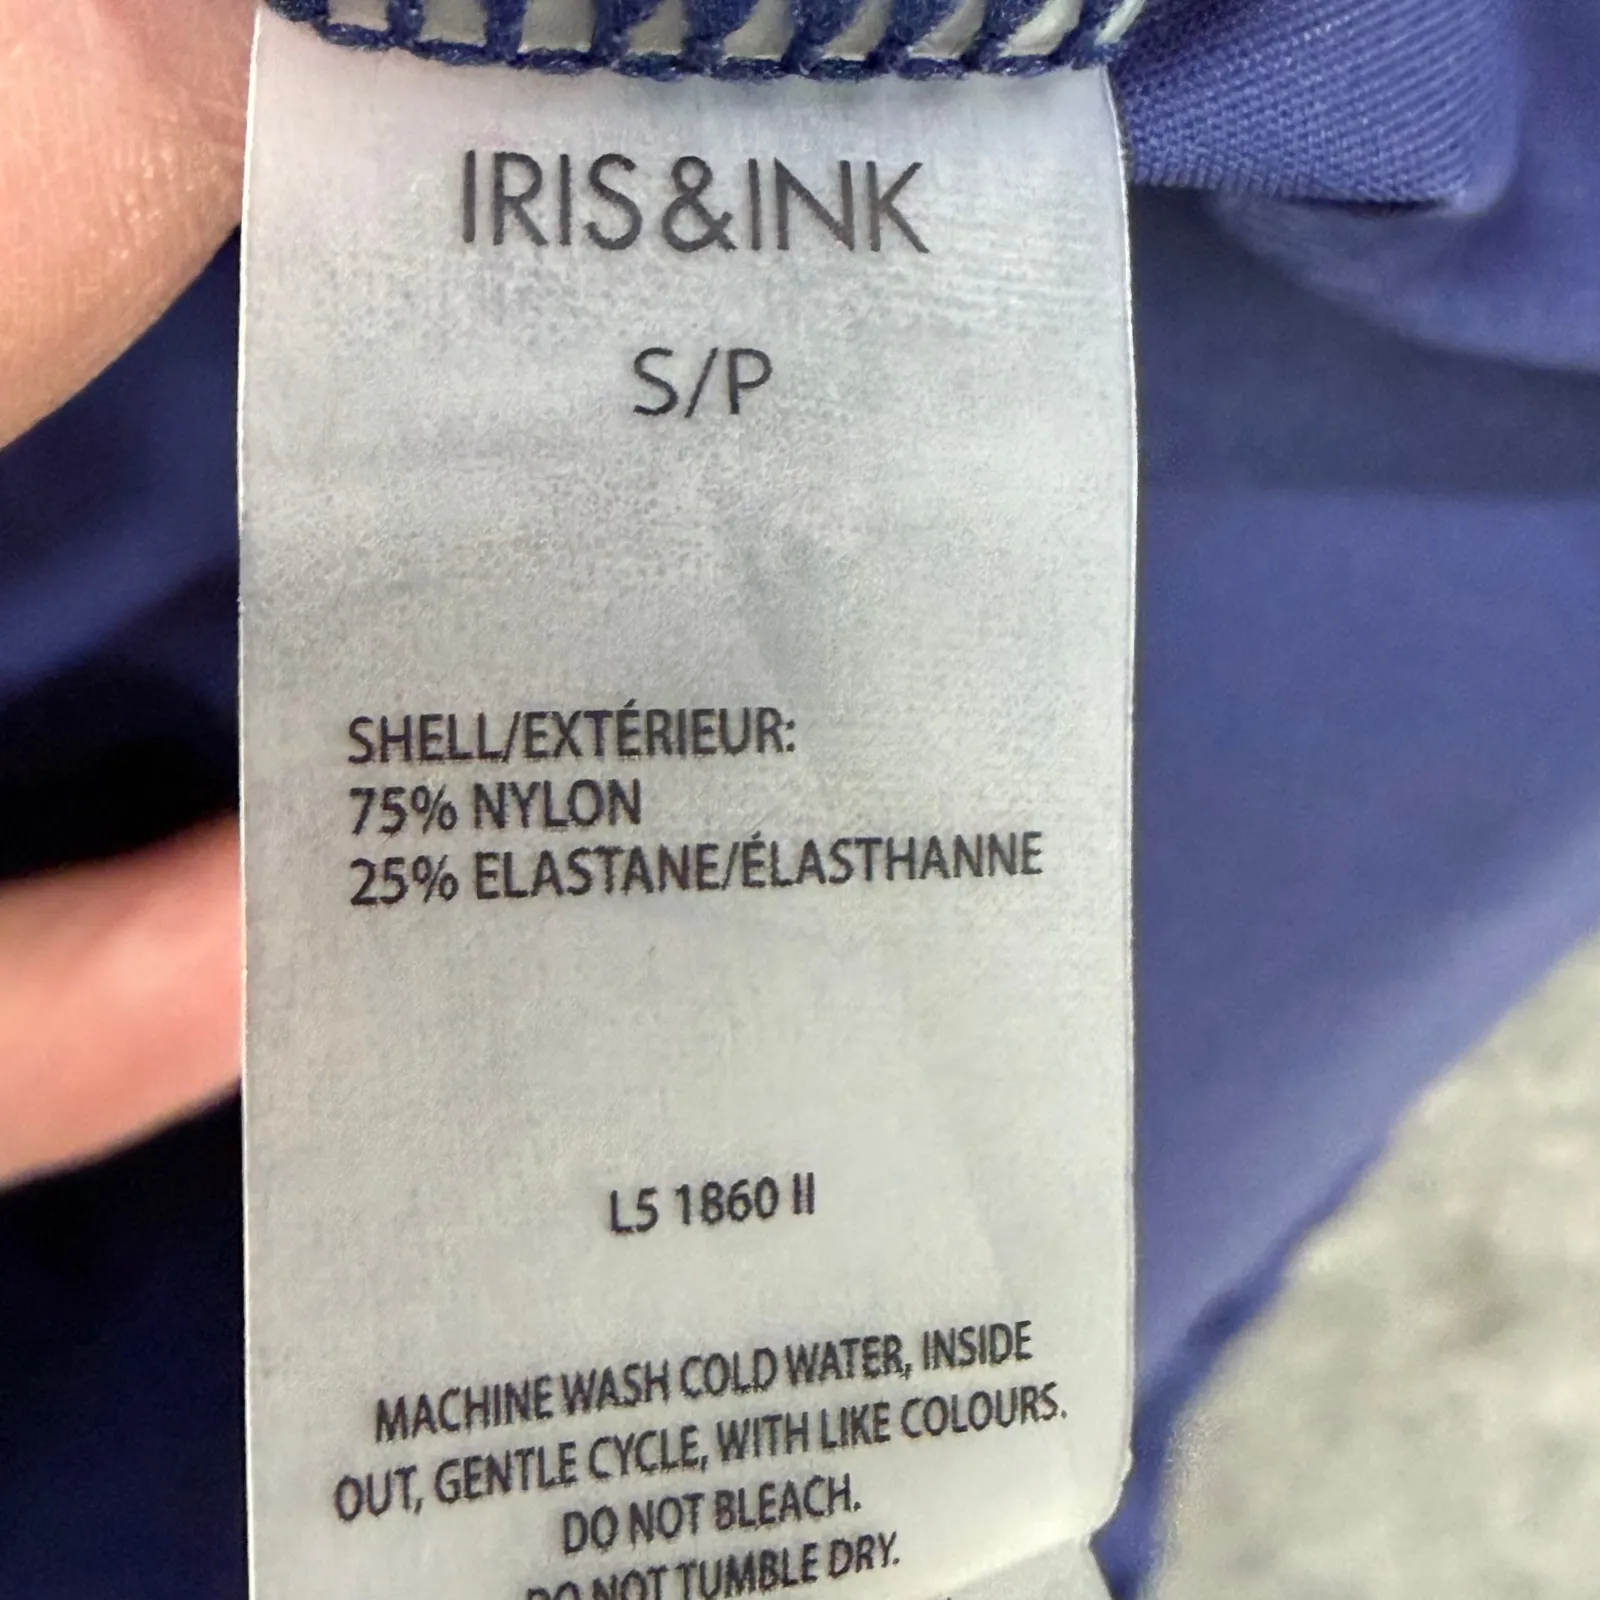 IRIS&INK
S/P
SHELL/EXTÉRIEUR:
75% NYLON
25% ELASTANE/ÉLASTHANNE
L5 1860 II
MACHINE WASH COLD WATER, INSIDE
OUT, GENTLE CYCLE, WITH LIKE COLOURS.
DO NOT BLEACH.
DO NOT TUMBLE DRY.